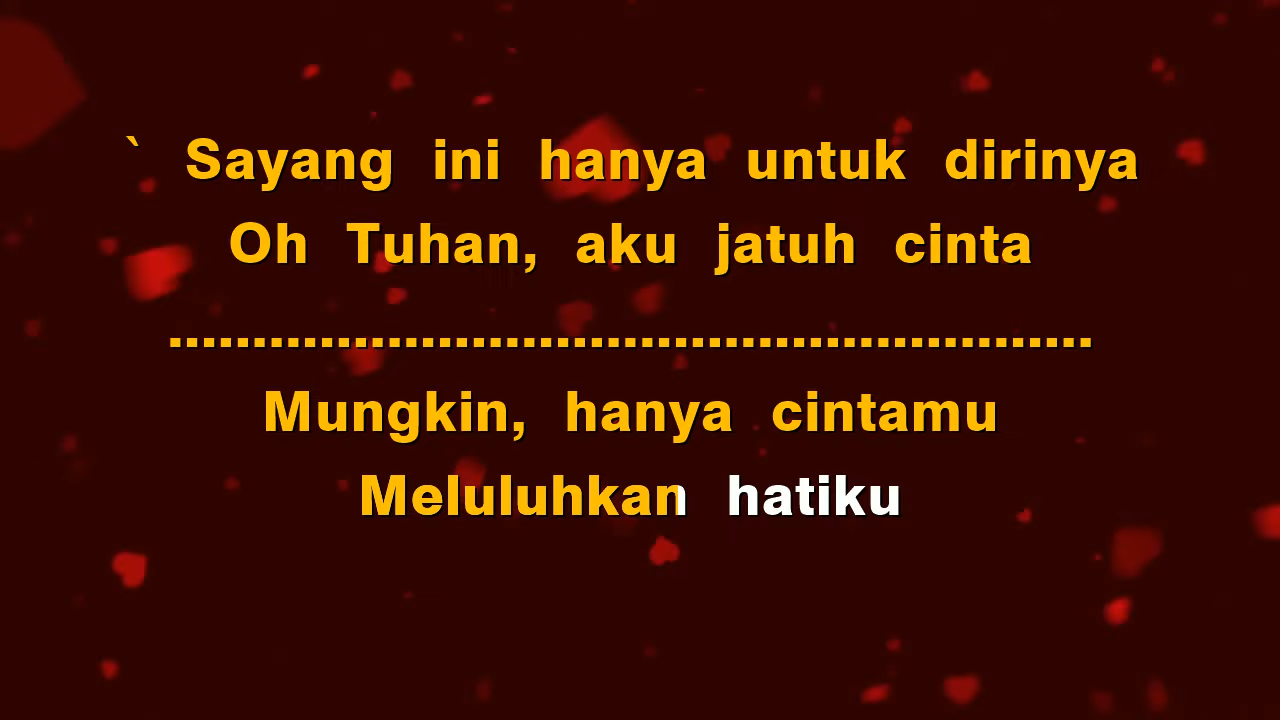 ` Sayang ini hanya untuk dirinya
Oh Tuhan, aku jatuh cinta
.......................................................
Mungkin, hanya cintamu
Meluluhkan hatiku